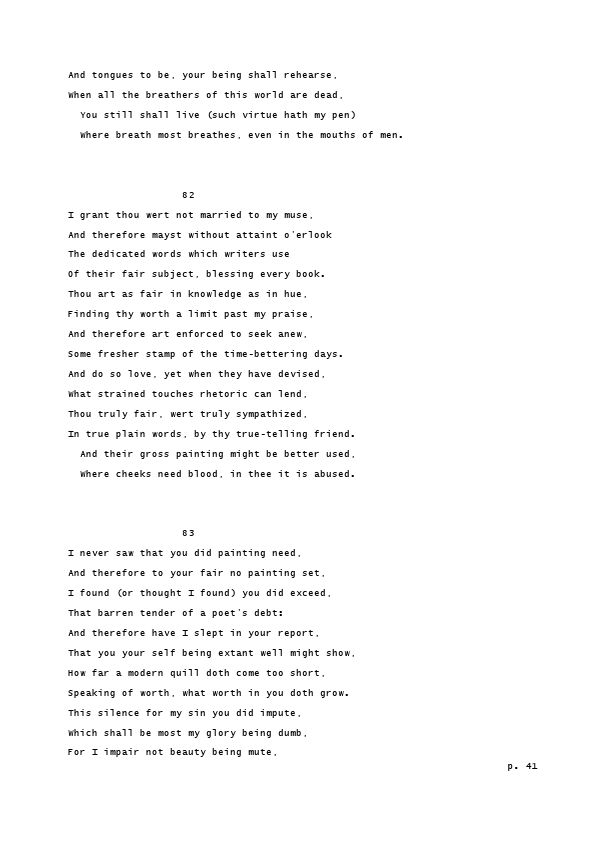 And tongues to be, your being shall rehearse,
When all the breathers of this world are dead,
You still shall live (such virtue hath my pen)
Where breath most breathes, even in the mouths of men.
82
I grant thou wert not married to my muse,
And therefore mayst without attaint o'erlook
The dedicated words which writers use
Of their fair subject, blessing every book.
Thou art as fair in knowledge as in hue,
Finding thy worth a limit past my praise,
And therefore art enforced to seek anew,
Some fresher stamp of the time-bettering days.
And do so love, yet when they have devised,
What strained touches rhetoric can lend,
Thou truly fair, wert truly sympathized,
In true plain words, by thy true-telling friend.
And their gross painting might be better used,
Where cheeks need blood, in thee it is abused.
83
I never saw that you did painting need,
And therefore to your fair no painting set,
I found (or thought I found) you did exceed,
That barren tender of a poet's debt:
And therefore have I slept in your report,
That you your self being extant well might show,
How far a modern quill doth come too short,
Speaking of worth, what worth in you doth grow.
This silence for my sin you did impute,
Which shall be most my glory being dumb,
For I impair not beauty being mute,
p. 41